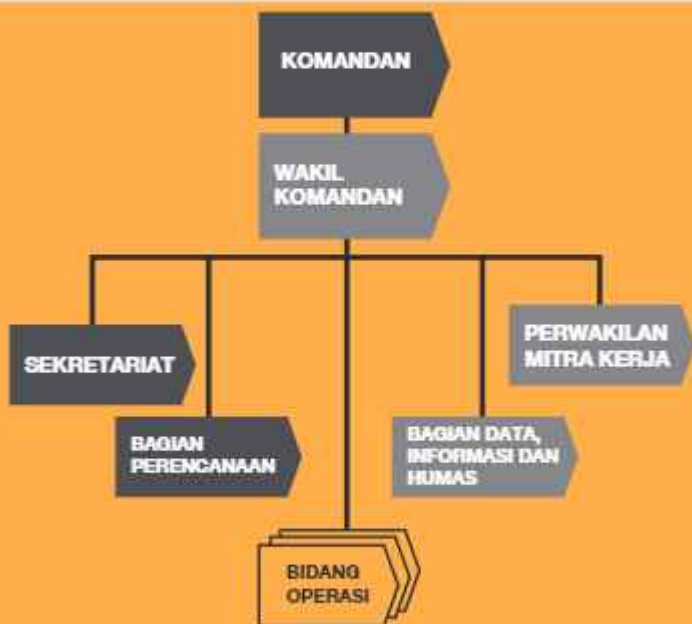 KOMANDAN
WAKIL
KOMANDAN
SEKRETARIAT
PERWAKILAN
MITRA KERJA
BAGIAN
PERENCANAAN
BAGIAN DATA,
INFORMASI DAN
HUMAS
BIDANG
OPERASI